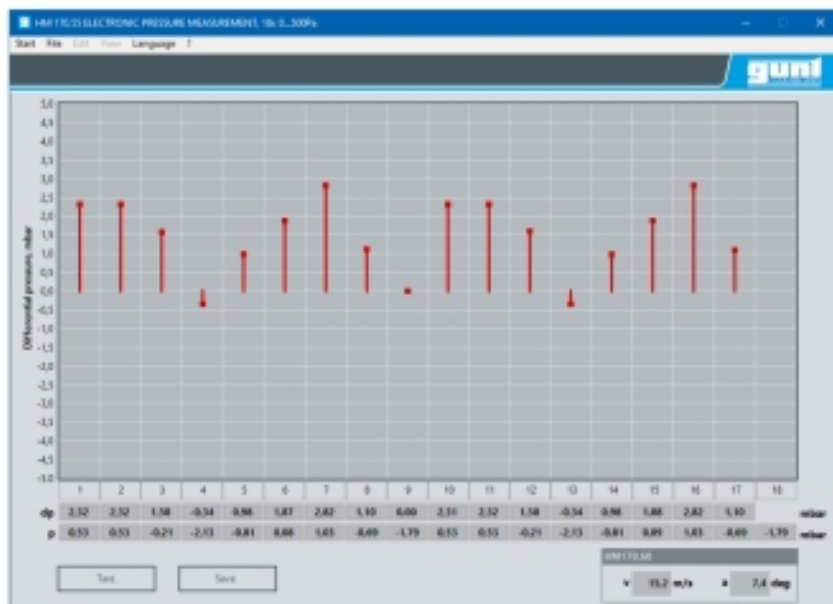 HM 170.55 ELECTRONIC PRESSURE MEASUREMENT, 18x 0...500Pa
Start File Edit View Language ?
gunt
5,0
4,5
4,0
3,5
3,0
2,5
2,0
1,5
1,0
0,5
0,0
-0,5
-1,0
-1,5
-2,0
-2,5
-3,0
-3,5
-4,0
-4,5
-5,0
Differential pressure, mbar
1 2 3 4 5 6 7 8 9 10 11 12 13 14 15 16 17 18
dp 2,32 2,32 1,58 -0,34 0,98 1,87 2,82 1,10 0,00 2,31 2,32 1,58 -0,34 0,98 1,88 2,82 1,10 mbar
p 0,53 0,53 -0,21 -2,13 -0,81 0,08 1,03 -0,69 -1,79 0,53 0,53 -0,21 -2,13 -0,81 0,09 1,03 -0,69 -1,79 mbar
Tare Save
HM170.60
v 15,2 m/s a 7,4 deg